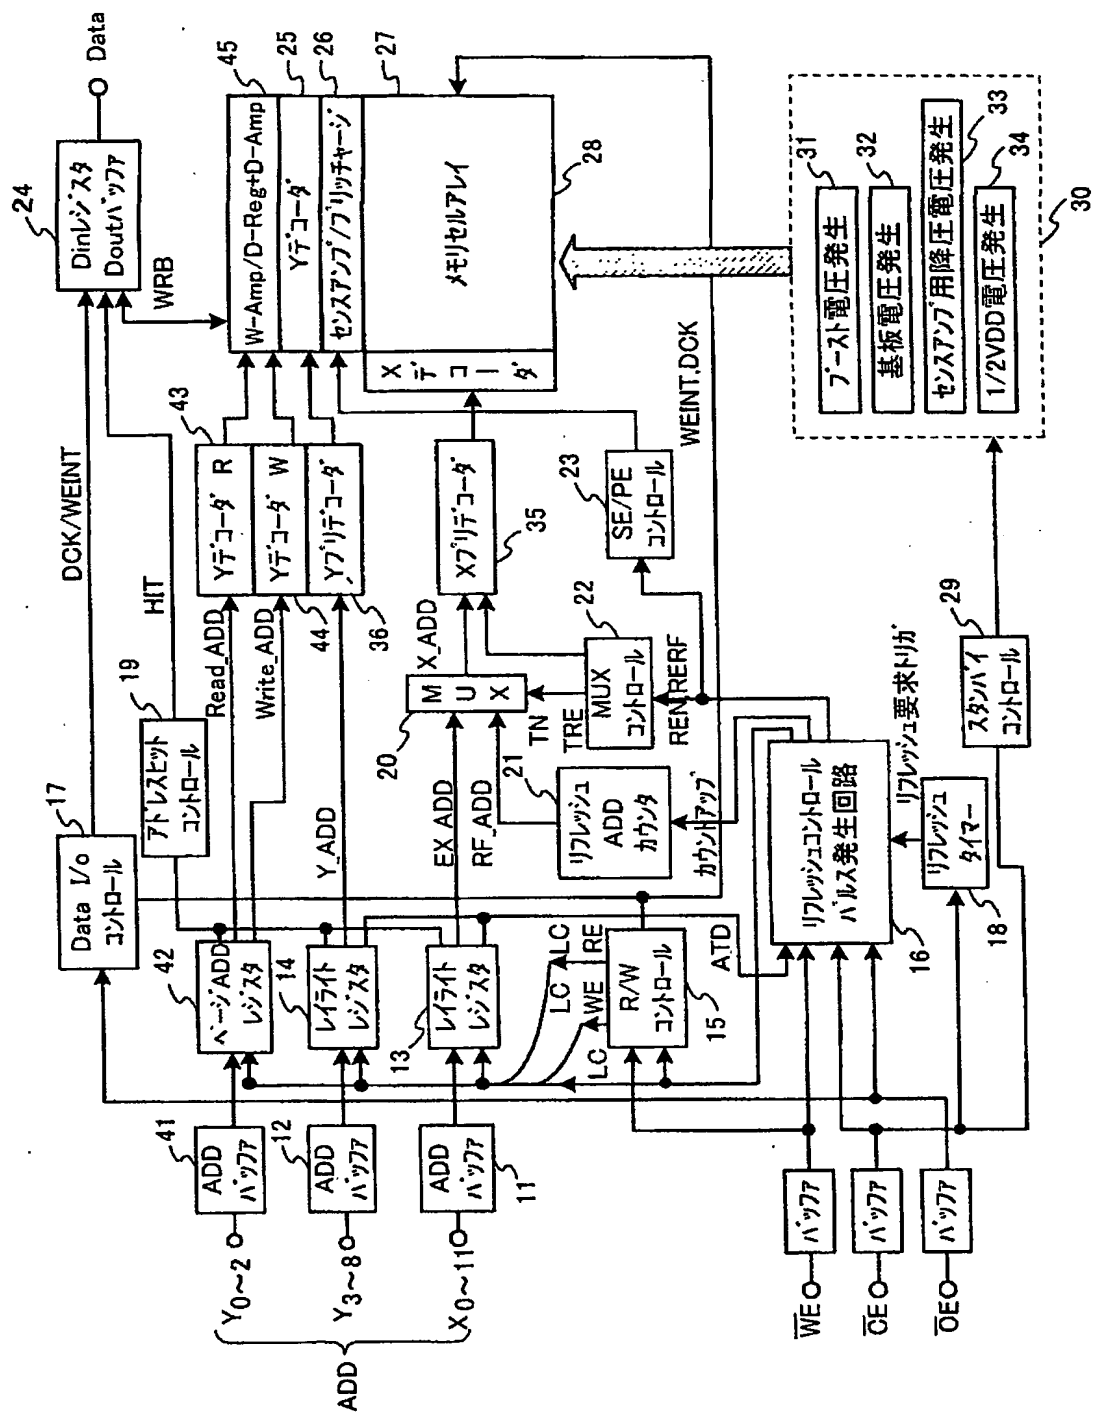 24
Dinレジスタ
Doutバッファ
Data
DCK/WEINT
HIT
WRB
17
Data I/o
コントロール
19
アドレスヒット
コントロール
45
W-Amp/D-Reg+D-Amp
25
Yデコーダ
26
センスアンプ/プリッチャージ
27
メモリセルアレイ
28
Xデコーダ
43
Yデコーダ R
Yデコーダ W
44
Yプリデコーダ
36
Read_ADD
Write_ADD
Y_ADD
41
ADD
バッファ
42
ページADD
レジスタ
12
ADD
バッファ
14
レイライト
レジスタ
11
ADD
バッファ
13
レイライト
レジスタ
Y0~2
Y3~8
X0~11
ADD
EX_ADD
RF_ADD
20
MUX
X_ADD
Xプリデコーダ
35
TN
TRE
22
MUX
コントロール
REN,RERF
23
SE/PE
コントロール
WEINT,DCK
21
リフレッシュ
ADD
カウンタ
カウントアップ
LC
LC
LC
WE
RE
R/W
コントロール
15
ATD
リフレッシュコントロール
パルス発生回路
16
リフレッシュ要求トリガ
リフレッシュ
タイマー
18
29
スタンバイ
コントロール
ブースト電圧発生
31
基板電圧発生
32
センスアンプ用降圧電圧発生
33
1/2VDD電圧発生
34
30
W̅E̅
バッファ
C̅E̅
バッファ
O̅E̅
バッファ